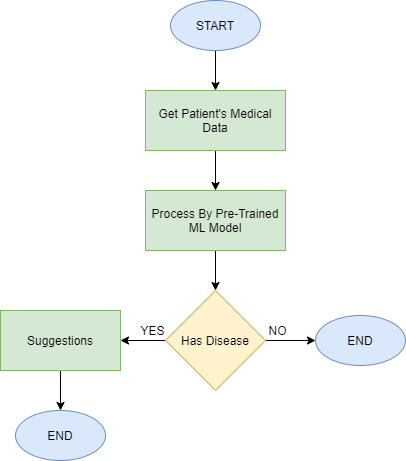 START
Get Patient's Medical
Data
Process By Pre-Trained
ML Model
YES
NO
Suggestions
Has Disease
END
END